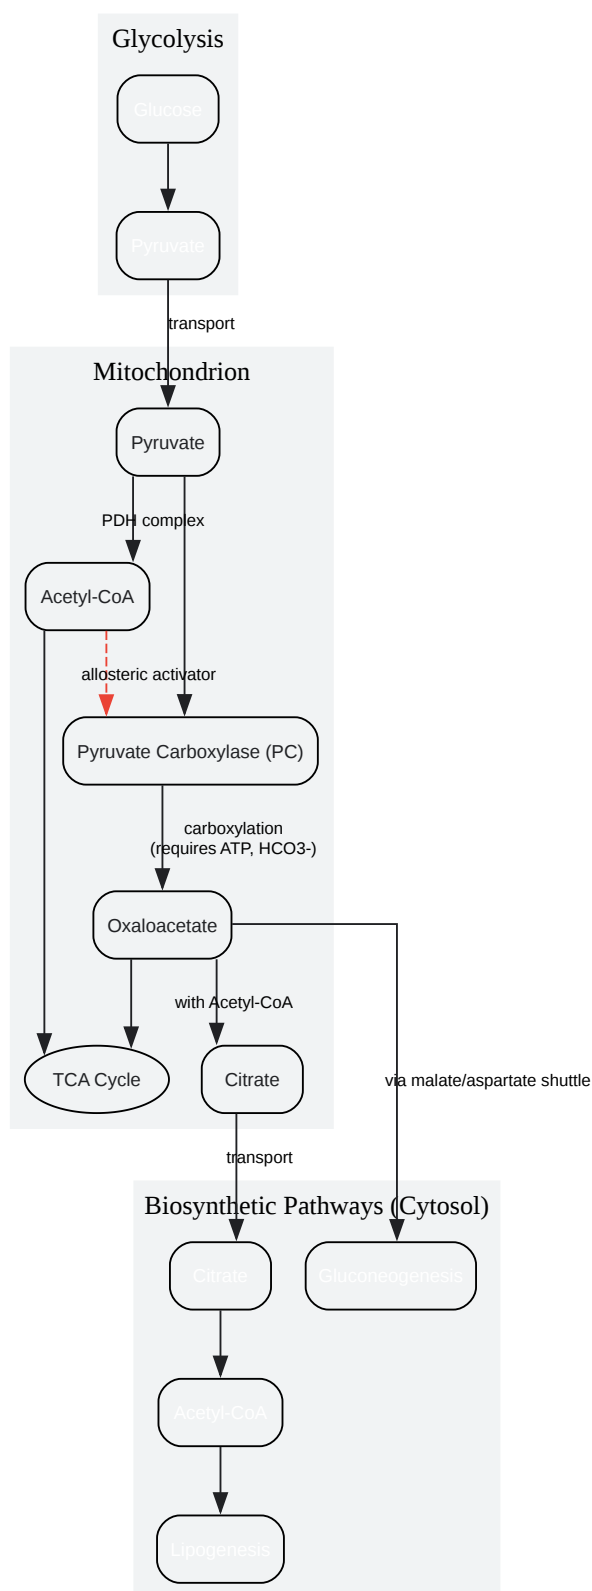 Glycolysis
Glucose
Pyruvate
transport
Mitochondrion
Pyruvate
PDH complex
Acetyl-CoA
allosteric activator
Pyruvate Carboxylase (PC)
carboxylation
(requires ATP, HCO3-)
Oxaloacetate
with Acetyl-CoA
TCA Cycle
Citrate
via malate/aspartate shuttle
transport
Biosynthetic Pathways (Cytosol)
Citrate
Gluconeogenesis
Acetyl-CoA
Lipogenesis